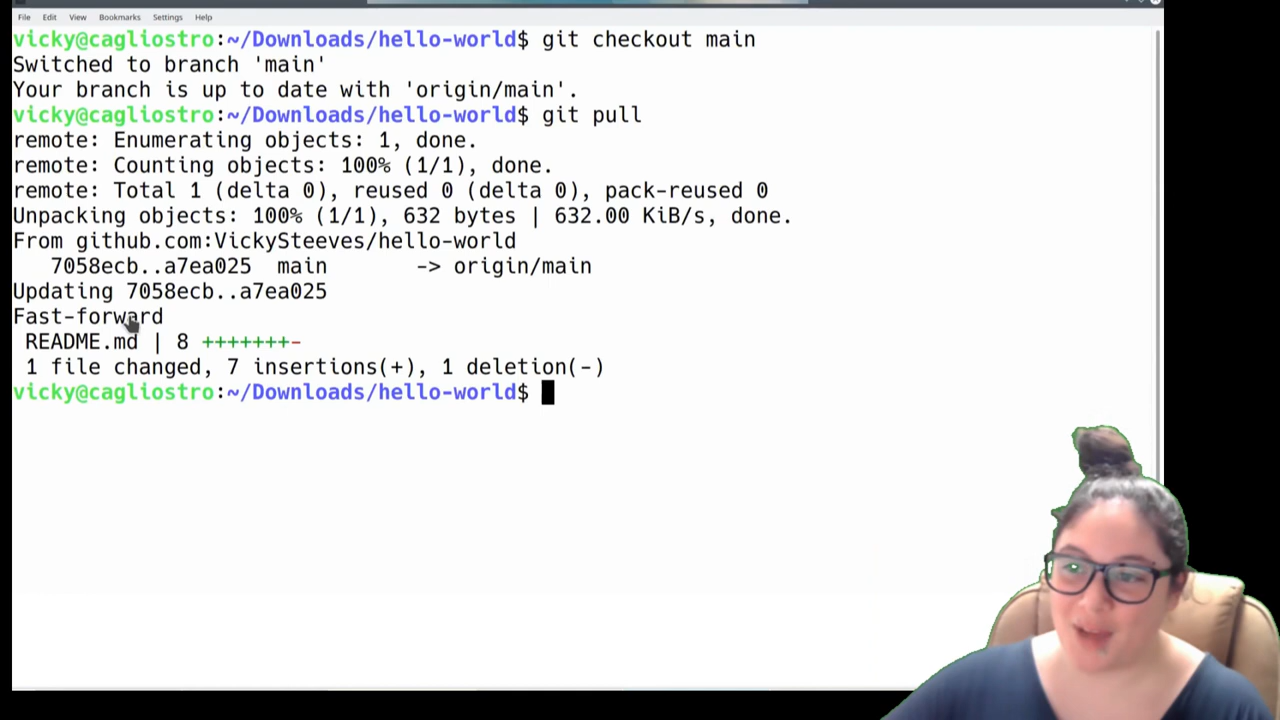 File Edit View Bookmarks Settings Help
vicky@cagliostro:~/Downloads/hello-world$ git checkout main
Switched to branch 'main'
Your branch is up to date with 'origin/main'.
vicky@cagliostro:~/Downloads/hello-world$ git pull
remote: Enumerating objects: 1, done.
remote: Counting objects: 100% (1/1), done.
remote: Total 1 (delta 0), reused 0 (delta 0), pack-reused 0
Unpacking objects: 100% (1/1), 632 bytes | 632.00 KiB/s, done.
From github.com:VickySteeves/hello-world
   7058ecb..a7ea025  main       -> origin/main
Updating 7058ecb..a7ea025
Fast-forward
 README.md | 8 +++++++-
 1 file changed, 7 insertions(+), 1 deletion(-)
vicky@cagliostro:~/Downloads/hello-world$